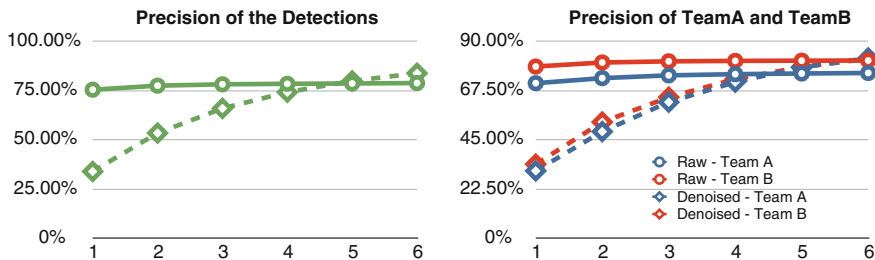 Precision of the Detections
100.00%
75.00%
50.00%
25.00%
0%
1 2 3 4 5 6
Precision of TeamA and TeamB
90.00%
67.50%
45.00%
22.50%
0%
Raw - Team A
Raw - Team B
Denoised - Team A
Denoised - Team B
1 2 3 4 5 6